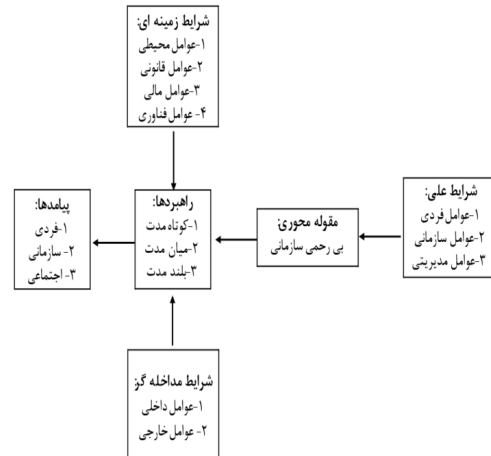 شرایط زمینه ای:
۱-عوامل محیطی
۲-عوامل قانونی
۳-عوامل مالی
۴- عوامل فناوری
شرایط علی:
۱-عوامل فردی
۲-عوامل سازمانی
۳-عوامل مدیریتی
مقوله محوری:
بی رحمی سازمانی
راهبردها:
۱-کوتاه مدت
۲-میان مدت
۳-بلند مدت
پیامدها:
۱-فردی
۲- سازمانی
۳- اجتماعی
شرایط مداخله گر:
۱-عوامل داخلی
۲- عوامل خارجی